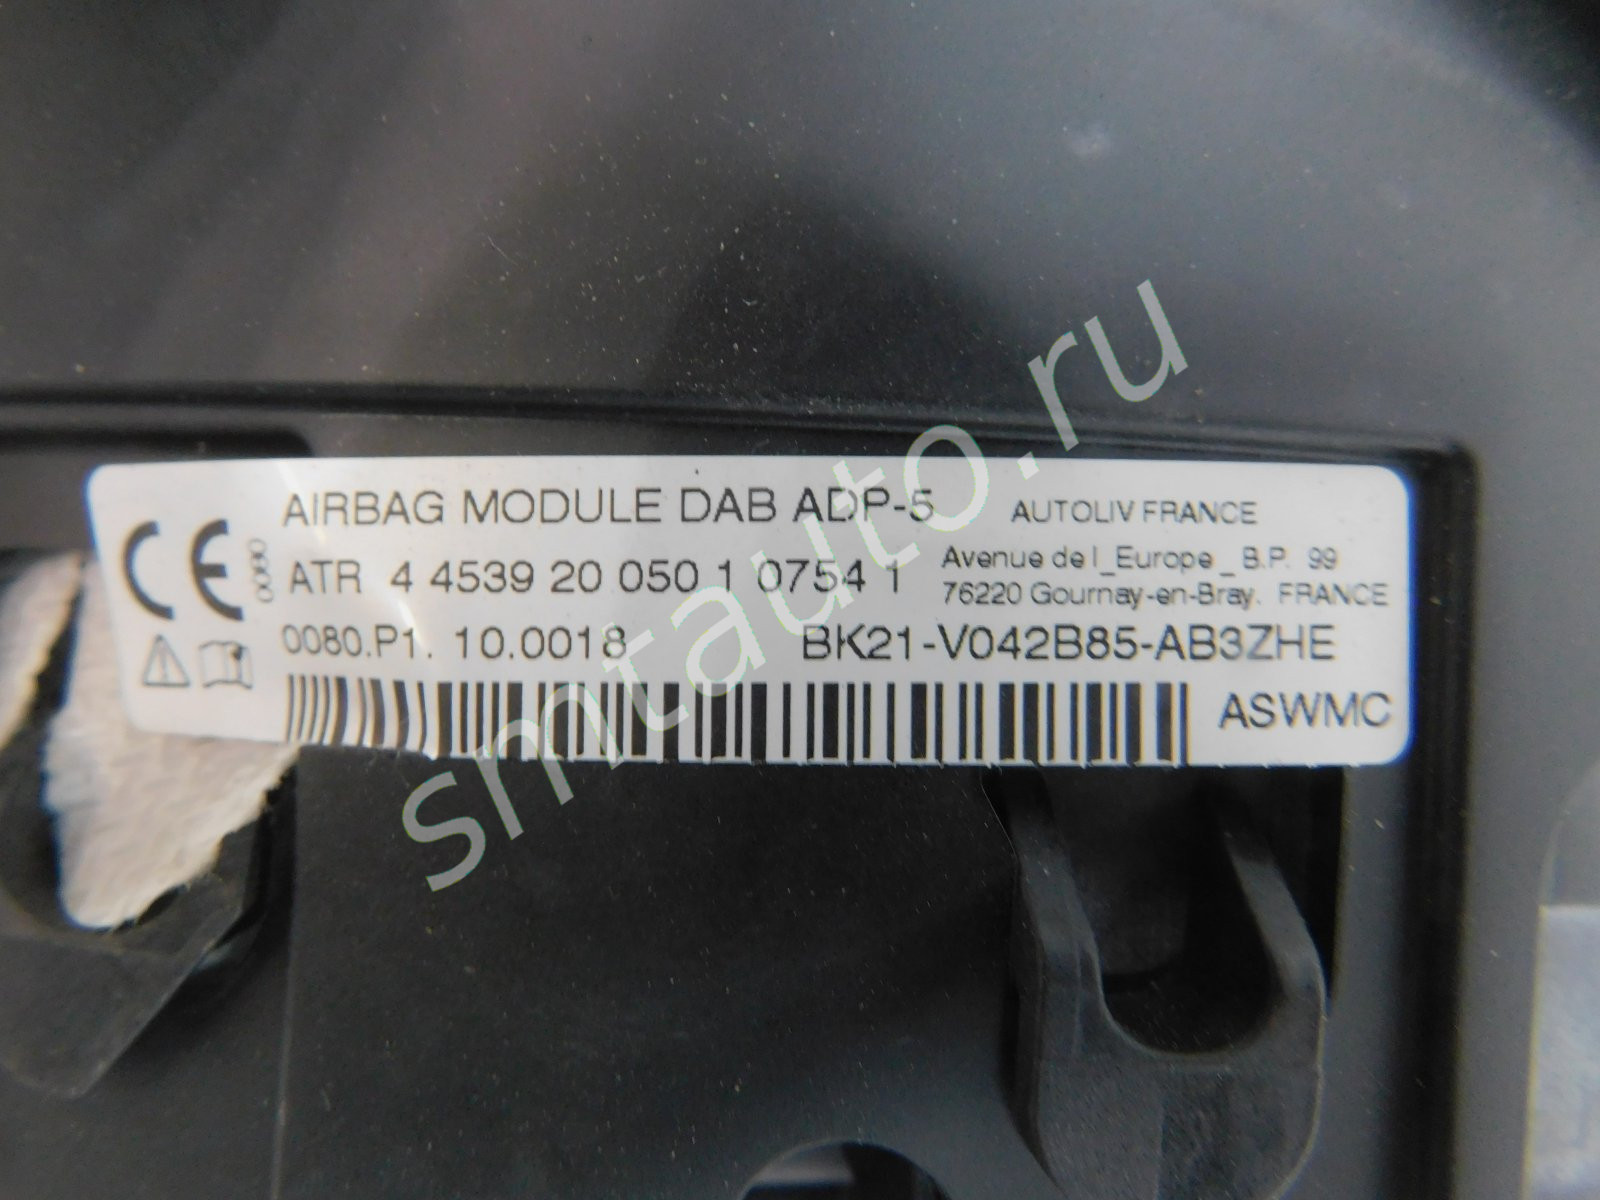 AIRBAG MODULE DAB ADP-5
AUTOLIV FRANCE
CE 0080
ATR 4 4539 20 050 1 0754 1
Avenue de l_Europe_B.P. 99
76220 Gournay-en-Bray. FRANCE
0080.P1. 10.0018
BK21-V042B85-AB3ZHE
ASWMC
smtauto.ru